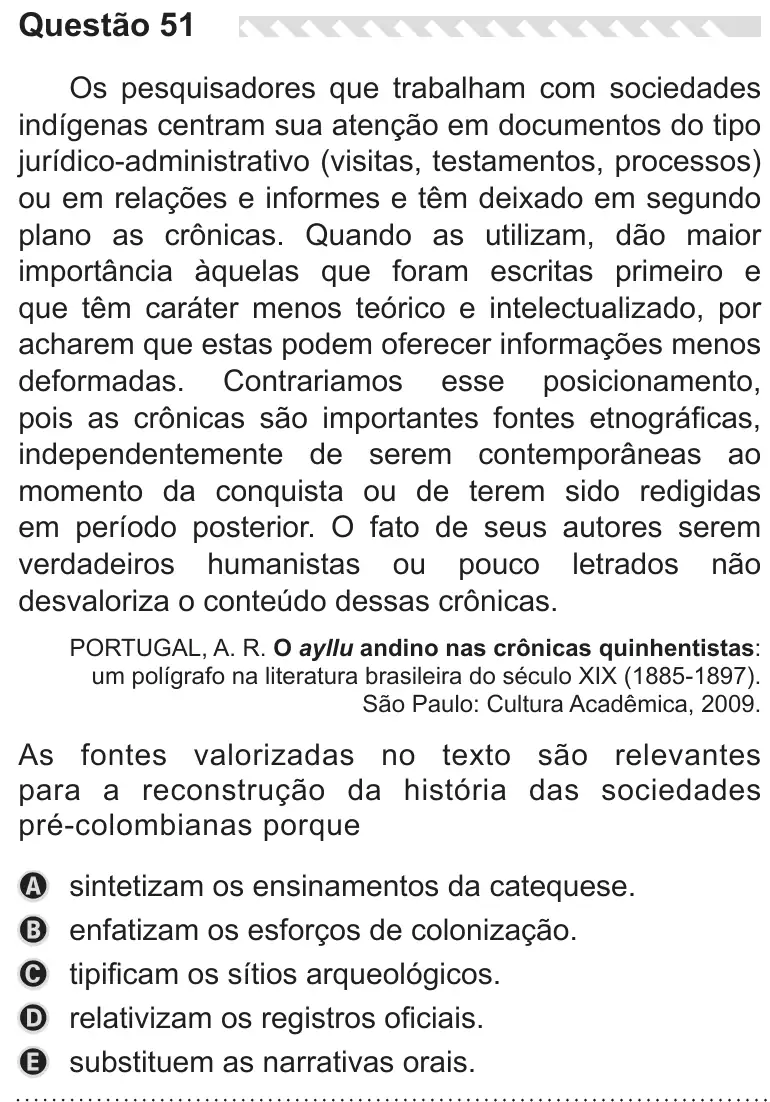 Questão 51
Os pesquisadores que trabalham com sociedades
indígenas centram sua atenção em documentos do tipo
jurídico-administrativo (visitas, testamentos, processos)
ou em relações e informes e têm deixado em segundo
plano as crônicas. Quando as utilizam, dão maior
importância àquelas que foram escritas primeiro e
que têm caráter menos teórico e intelectualizado, por
acharem que estas podem oferecer informações menos
deformadas. Contrariamos esse posicionamento,
pois as crônicas são importantes fontes etnográficas,
independentemente de serem contemporâneas ao
momento da conquista ou de terem sido redigidas
em período posterior. O fato de seus autores serem
verdadeiros humanistas ou pouco letrados não
desvaloriza o conteúdo dessas crônicas.
PORTUGAL, A. R. O ayllu andino nas crônicas quinhentistas:
um polígrafo na literatura brasileira do século XIX (1885-1897).
São Paulo: Cultura Acadêmica, 2009.
As fontes valorizadas no texto são relevantes
para a reconstrução da história das sociedades
pré-colombianas porque
A sintetizam os ensinamentos da catequese.
B enfatizam os esforços de colonização.
C tipificam os sítios arqueológicos.
D relativizam os registros oficiais.
E substituem as narrativas orais.